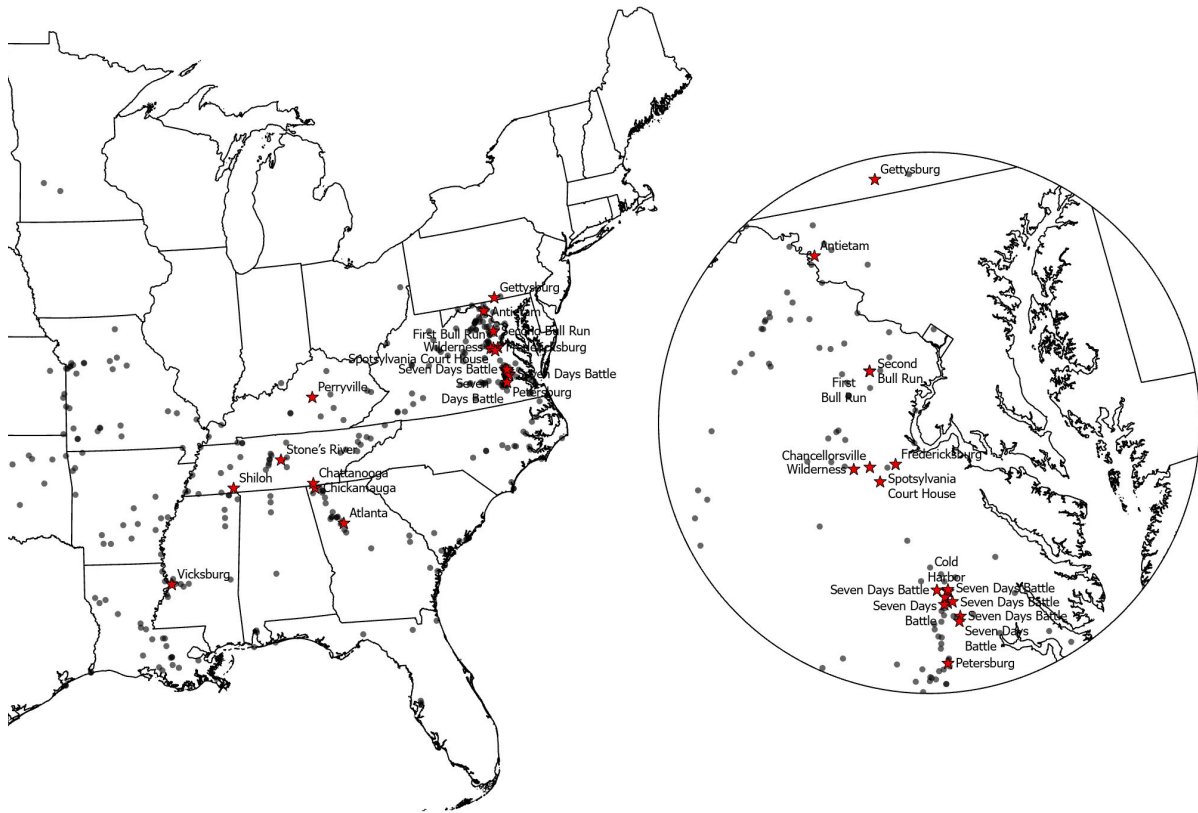 Gettysburg
Antietam
First Bull Run
Second Bull Run
Wilderness
Fredericksburg
Spotsylvania Court House
Seven Days Battle
Seven Days Battle
Seven
Days Battle
Petersburg
Perryville
Stone's River
Chattanooga
Chickamauga
Shiloh
Atlanta
Vicksburg
Gettysburg
Antietam
Second
Bull Run
First
Bull Run
Chancellorsville
Wilderness
Fredericksburg
Spotsylvania
Court House
Cold
Harbor
Seven Days Battle
Seven Days Battle
Seven Days
Battle
Seven Days Battle
Seven Days Battle
Seven Days
Battle
Petersburg